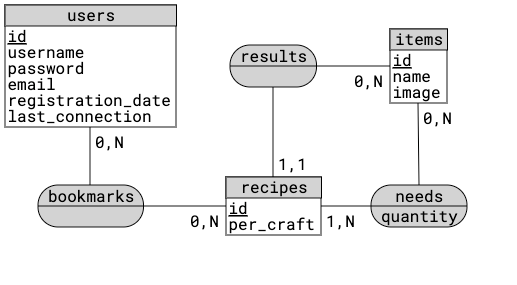 users
id
username
password
email
registration_date
last_connection
0,N
bookmarks
0,N
results
0,N
1,1
items
id
name
image
0,N
recipes
id
per_craft
1,N
needs
quantity